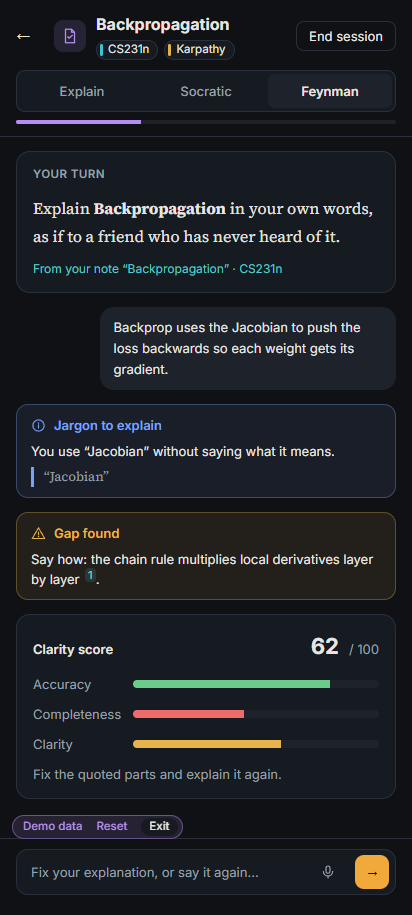 ←
Backpropagation
CS231n Karpathy
End session
Explain Socratic Feynman
YOUR TURN
Explain Backpropagation in your own words,
as if to a friend who has never heard of it.
From your note “Backpropagation” · CS231n
Backprop uses the Jacobian to push the
loss backwards so each weight gets its
gradient.
Jargon to explain
You use “Jacobian” without saying what it means.
“Jacobian”
Gap found
Say how: the chain rule multiplies local derivatives layer
by layer 1.
Clarity score 62 / 100
Accuracy
Completeness
Clarity
Fix the quoted parts and explain it again.
Demo data Reset Exit
Fix your explanation, or say it again... →